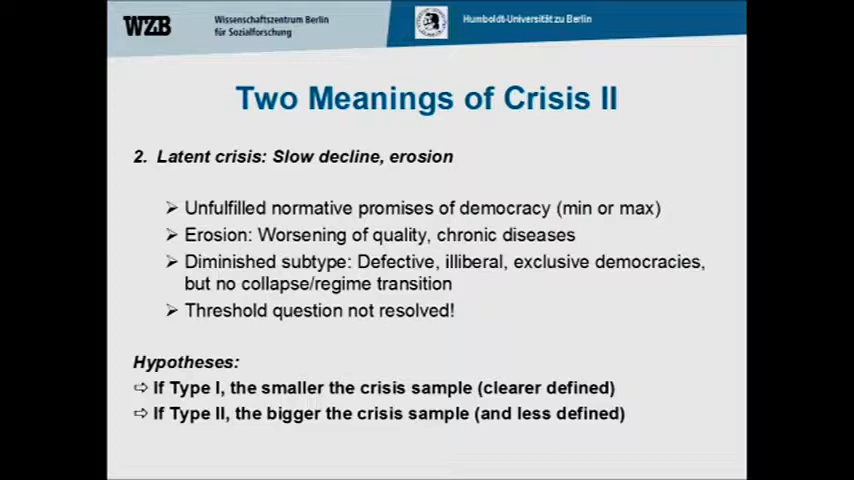 WZB
Wissenschaftszentrum Berlin
für Sozialforschung
Humboldt-Universität zu Berlin
Two Meanings of Crisis II
2. Latent crisis: Slow decline, erosion
➢ Unfulfilled normative promises of democracy (min or max)
➢ Erosion: Worsening of quality, chronic diseases
➢ Diminished subtype: Defective, illiberal, exclusive democracies,
but no collapse/regime transition
➢ Threshold question not resolved!
Hypotheses:
⇨ If Type I, the smaller the crisis sample (clearer defined)
⇨ If Type II, the bigger the crisis sample (and less defined)